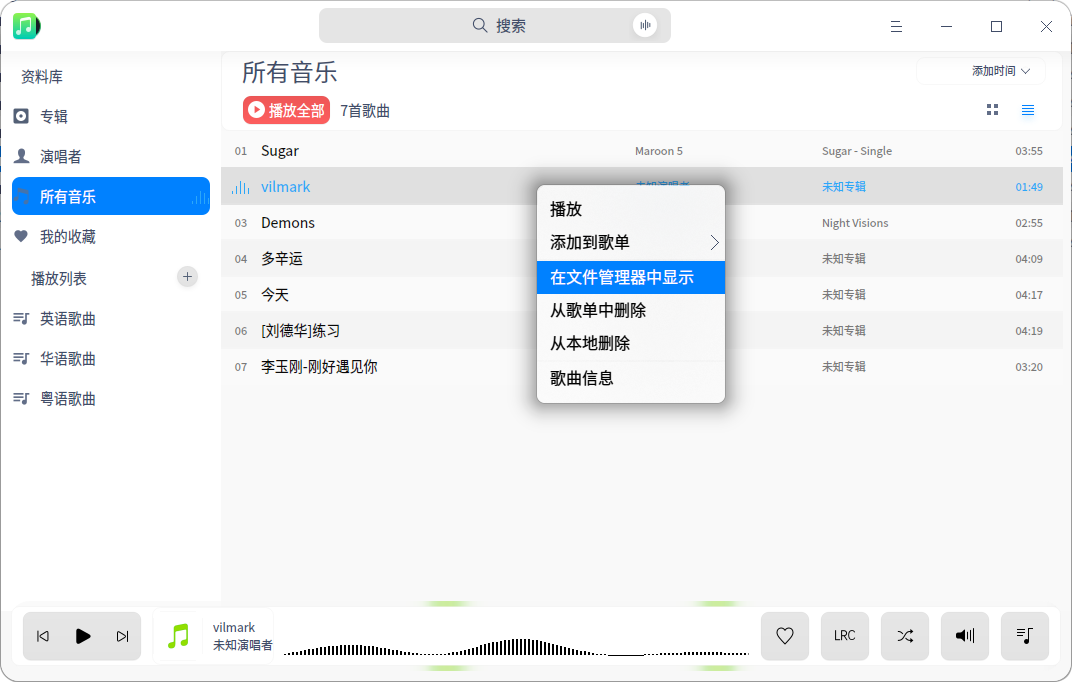 搜索
资料库
专辑
演唱者
所有音乐
我的收藏
播放列表
英语歌曲
华语歌曲
粤语歌曲
所有音乐
添加时间
播放全部 7首歌曲
01 Sugar Maroon 5 Sugar - Single 03:55
vilmark 未知演唱者 未知专辑 01:49
03 Demons Night Visions 02:55
04 多辛运 未知专辑 04:09
05 今天 未知专辑 04:17
06 [刘德华]练习 未知专辑 04:19
07 李玉刚-刚好遇见你 未知专辑 03:20
播放
添加到歌单
在文件管理器中显示
从歌单中删除
从本地删除
歌曲信息
vilmark
未知演唱者
LRC